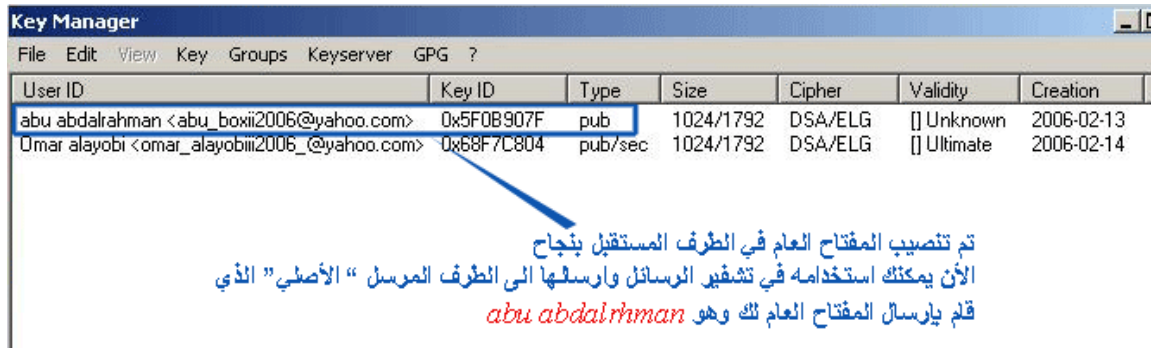 Key Manager
File Edit View Key Groups Keyserver GPG ?
User ID Key ID Type Size Cipher Validity Creation
abu abdalrahman <abu_boxii2006@yahoo.com> 0x5F0B907F pub 1024/1792 DSA/ELG [] Unknown 2006-02-13
Omar alayobi <omar_alayobiii2006_@yahoo.com> 0x68F7C804 pub/sec 1024/1792 DSA/ELG [] Ultimate 2006-02-14
تم تنصيب المفتاح العام في الطرف المستقبل بنجاح
الأن يمكنك استخدامه في تشفير الرسائل وارسالها الى الطرف المرسل “ الأصلي” الذي
قام بإرسال المفتاح العام لك وهو abu abdalrhman